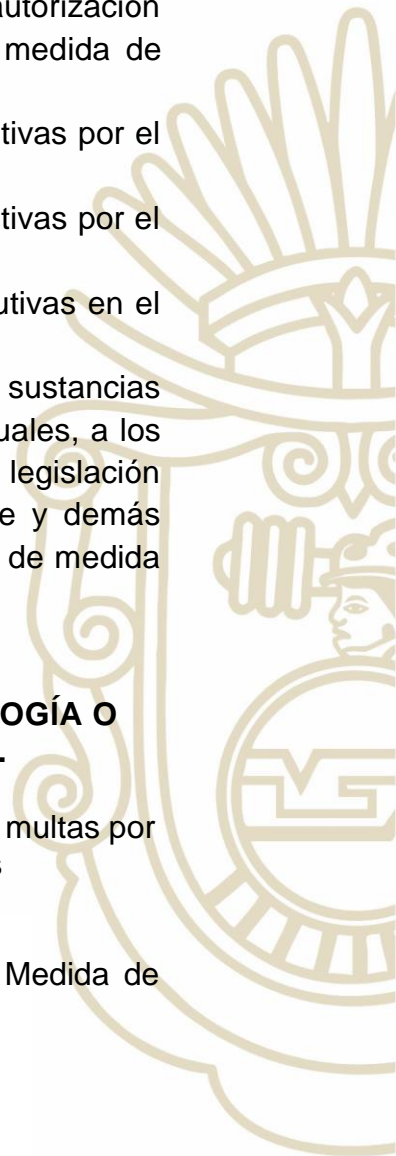 autorización
medida de
tivas por el
tivas por el
utivas en el
sustancias
uales, a los
legislación
e y demás
de medida
OGÍA O
.
multas por
s
Medida de